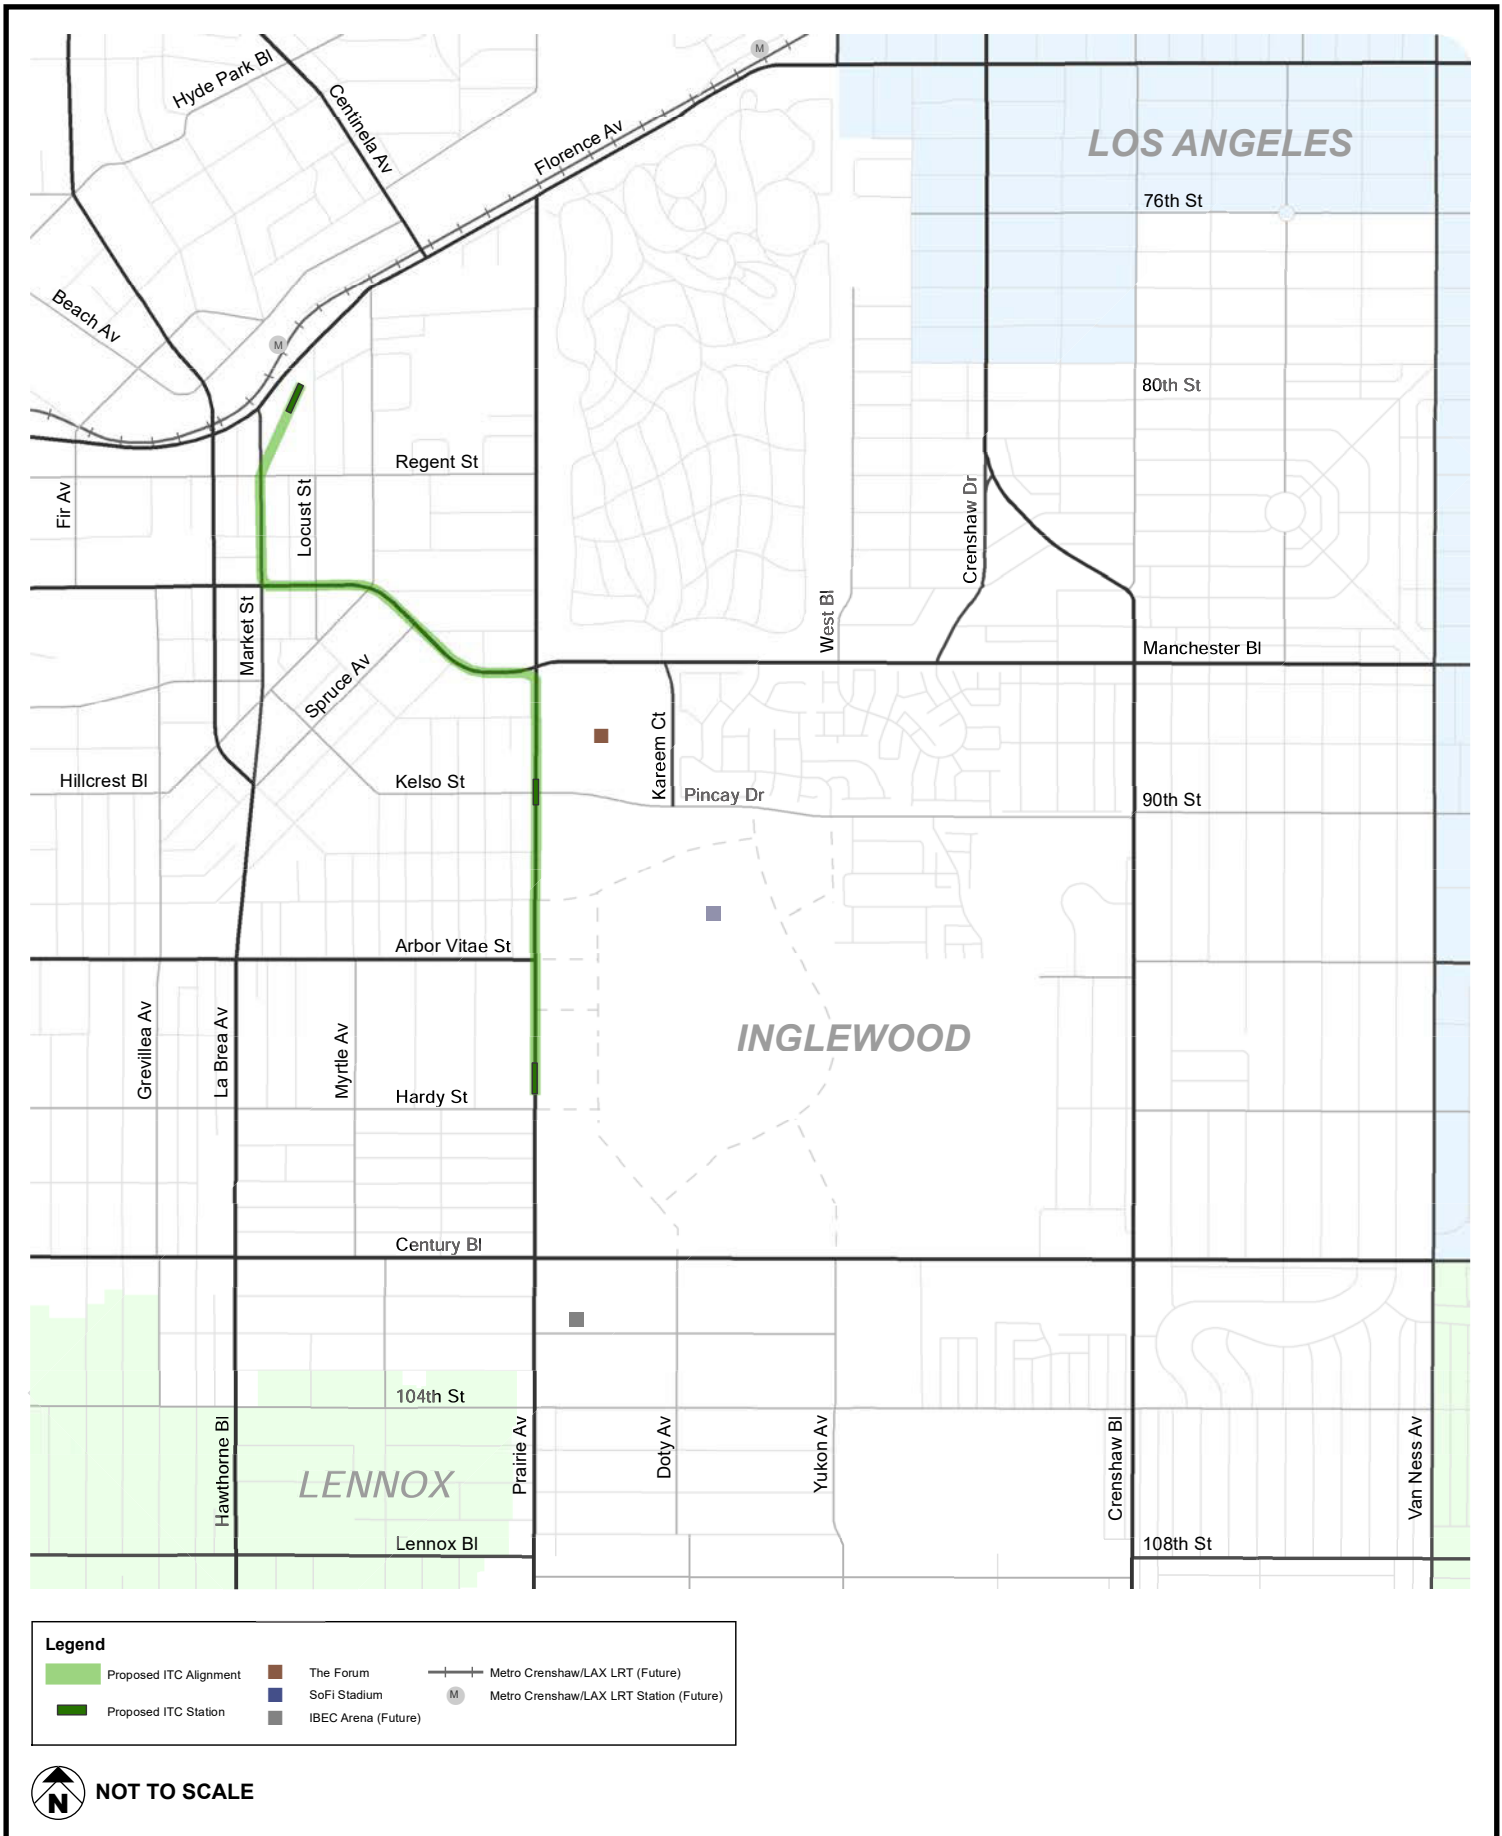 M
Hyde Park Bl
Centinela Av
Florence Av
LOS ANGELES
76th St
Beach Av
M
80th St
Regent St
Fir Av
Locust St
Crenshaw Dr
West Bl
Market St
Manchester Bl
Spruce Av
Kareem Ct
Hillcrest Bl
Kelso St
Pincay Dr
90th St
Arbor Vitae St
Grevillea Av
La Brea Av
Myrtle Av
INGLEWOOD
Hardy St
Century Bl
104th St
Hawthorne Bl
LENNOX
Prairie Av
Doty Av
Yukon Av
Crenshaw Bl
Van Ness Av
Lennox Bl
108th St
Legend
Proposed ITC Alignment
Proposed ITC Station
The Forum
SoFi Stadium
IBEC Arena (Future)
Metro Crenshaw/LAX LRT (Future)
M Metro Crenshaw/LAX LRT Station (Future)
N NOT TO SCALE